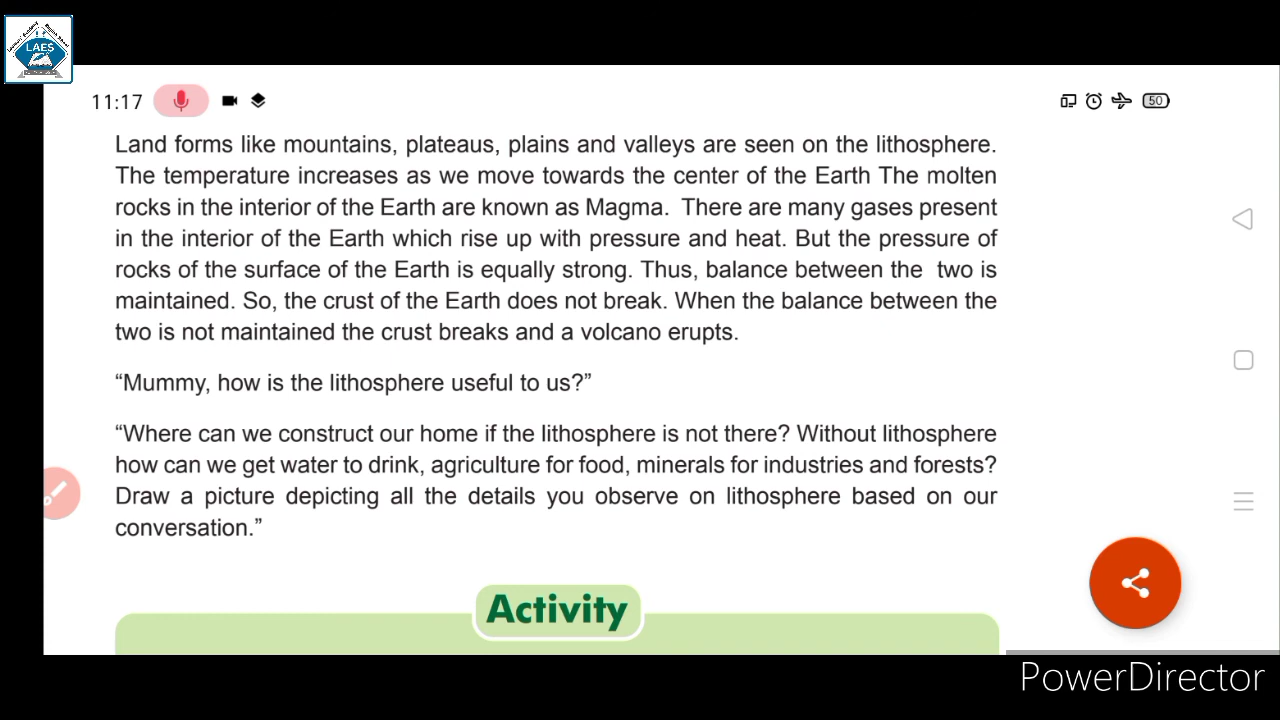 LAES
11:17
50
Land forms like mountains, plateaus, plains and valleys are seen on the lithosphere.
The temperature increases as we move towards the center of the Earth The molten
rocks in the interior of the Earth are known as Magma.  There are many gases present
in the interior of the Earth which rise up with pressure and heat. But the pressure of
rocks of the surface of the Earth is equally strong. Thus, balance between the  two is
maintained. So, the crust of the Earth does not break. When the balance between the
two is not maintained the crust breaks and a volcano erupts.
“Mummy, how is the lithosphere useful to us?”
“Where can we construct our home if the lithosphere is not there? Without lithosphere
how can we get water to drink, agriculture for food, minerals for industries and forests?
Draw a picture depicting all the details you observe on lithosphere based on our
conversation.”
Activity
PowerDirector